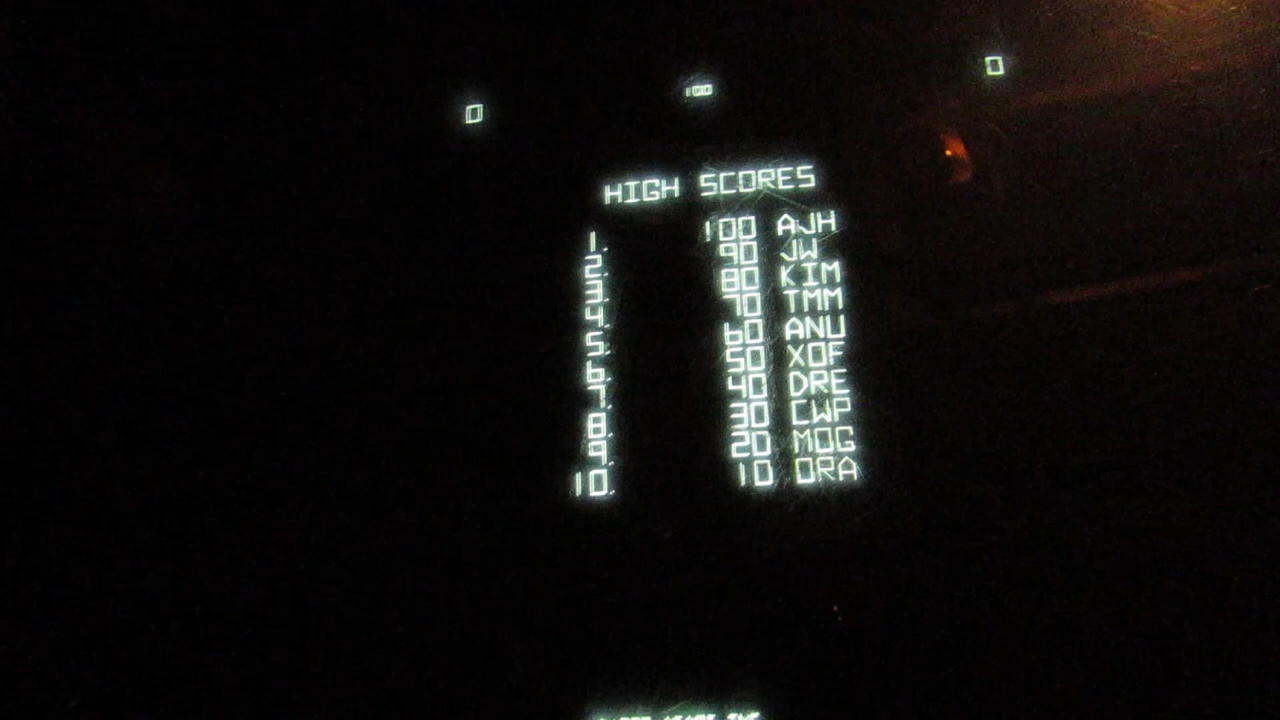 0 100 0
HIGH SCORES
1. 100 AJH
2. 90 JW
3. 80 KIM
4. 70 TMM
5. 60 ANU
6. 50 XOF
7. 40 DRE
8. 30 CWP
9. 20 MOG
10. 10 ORA